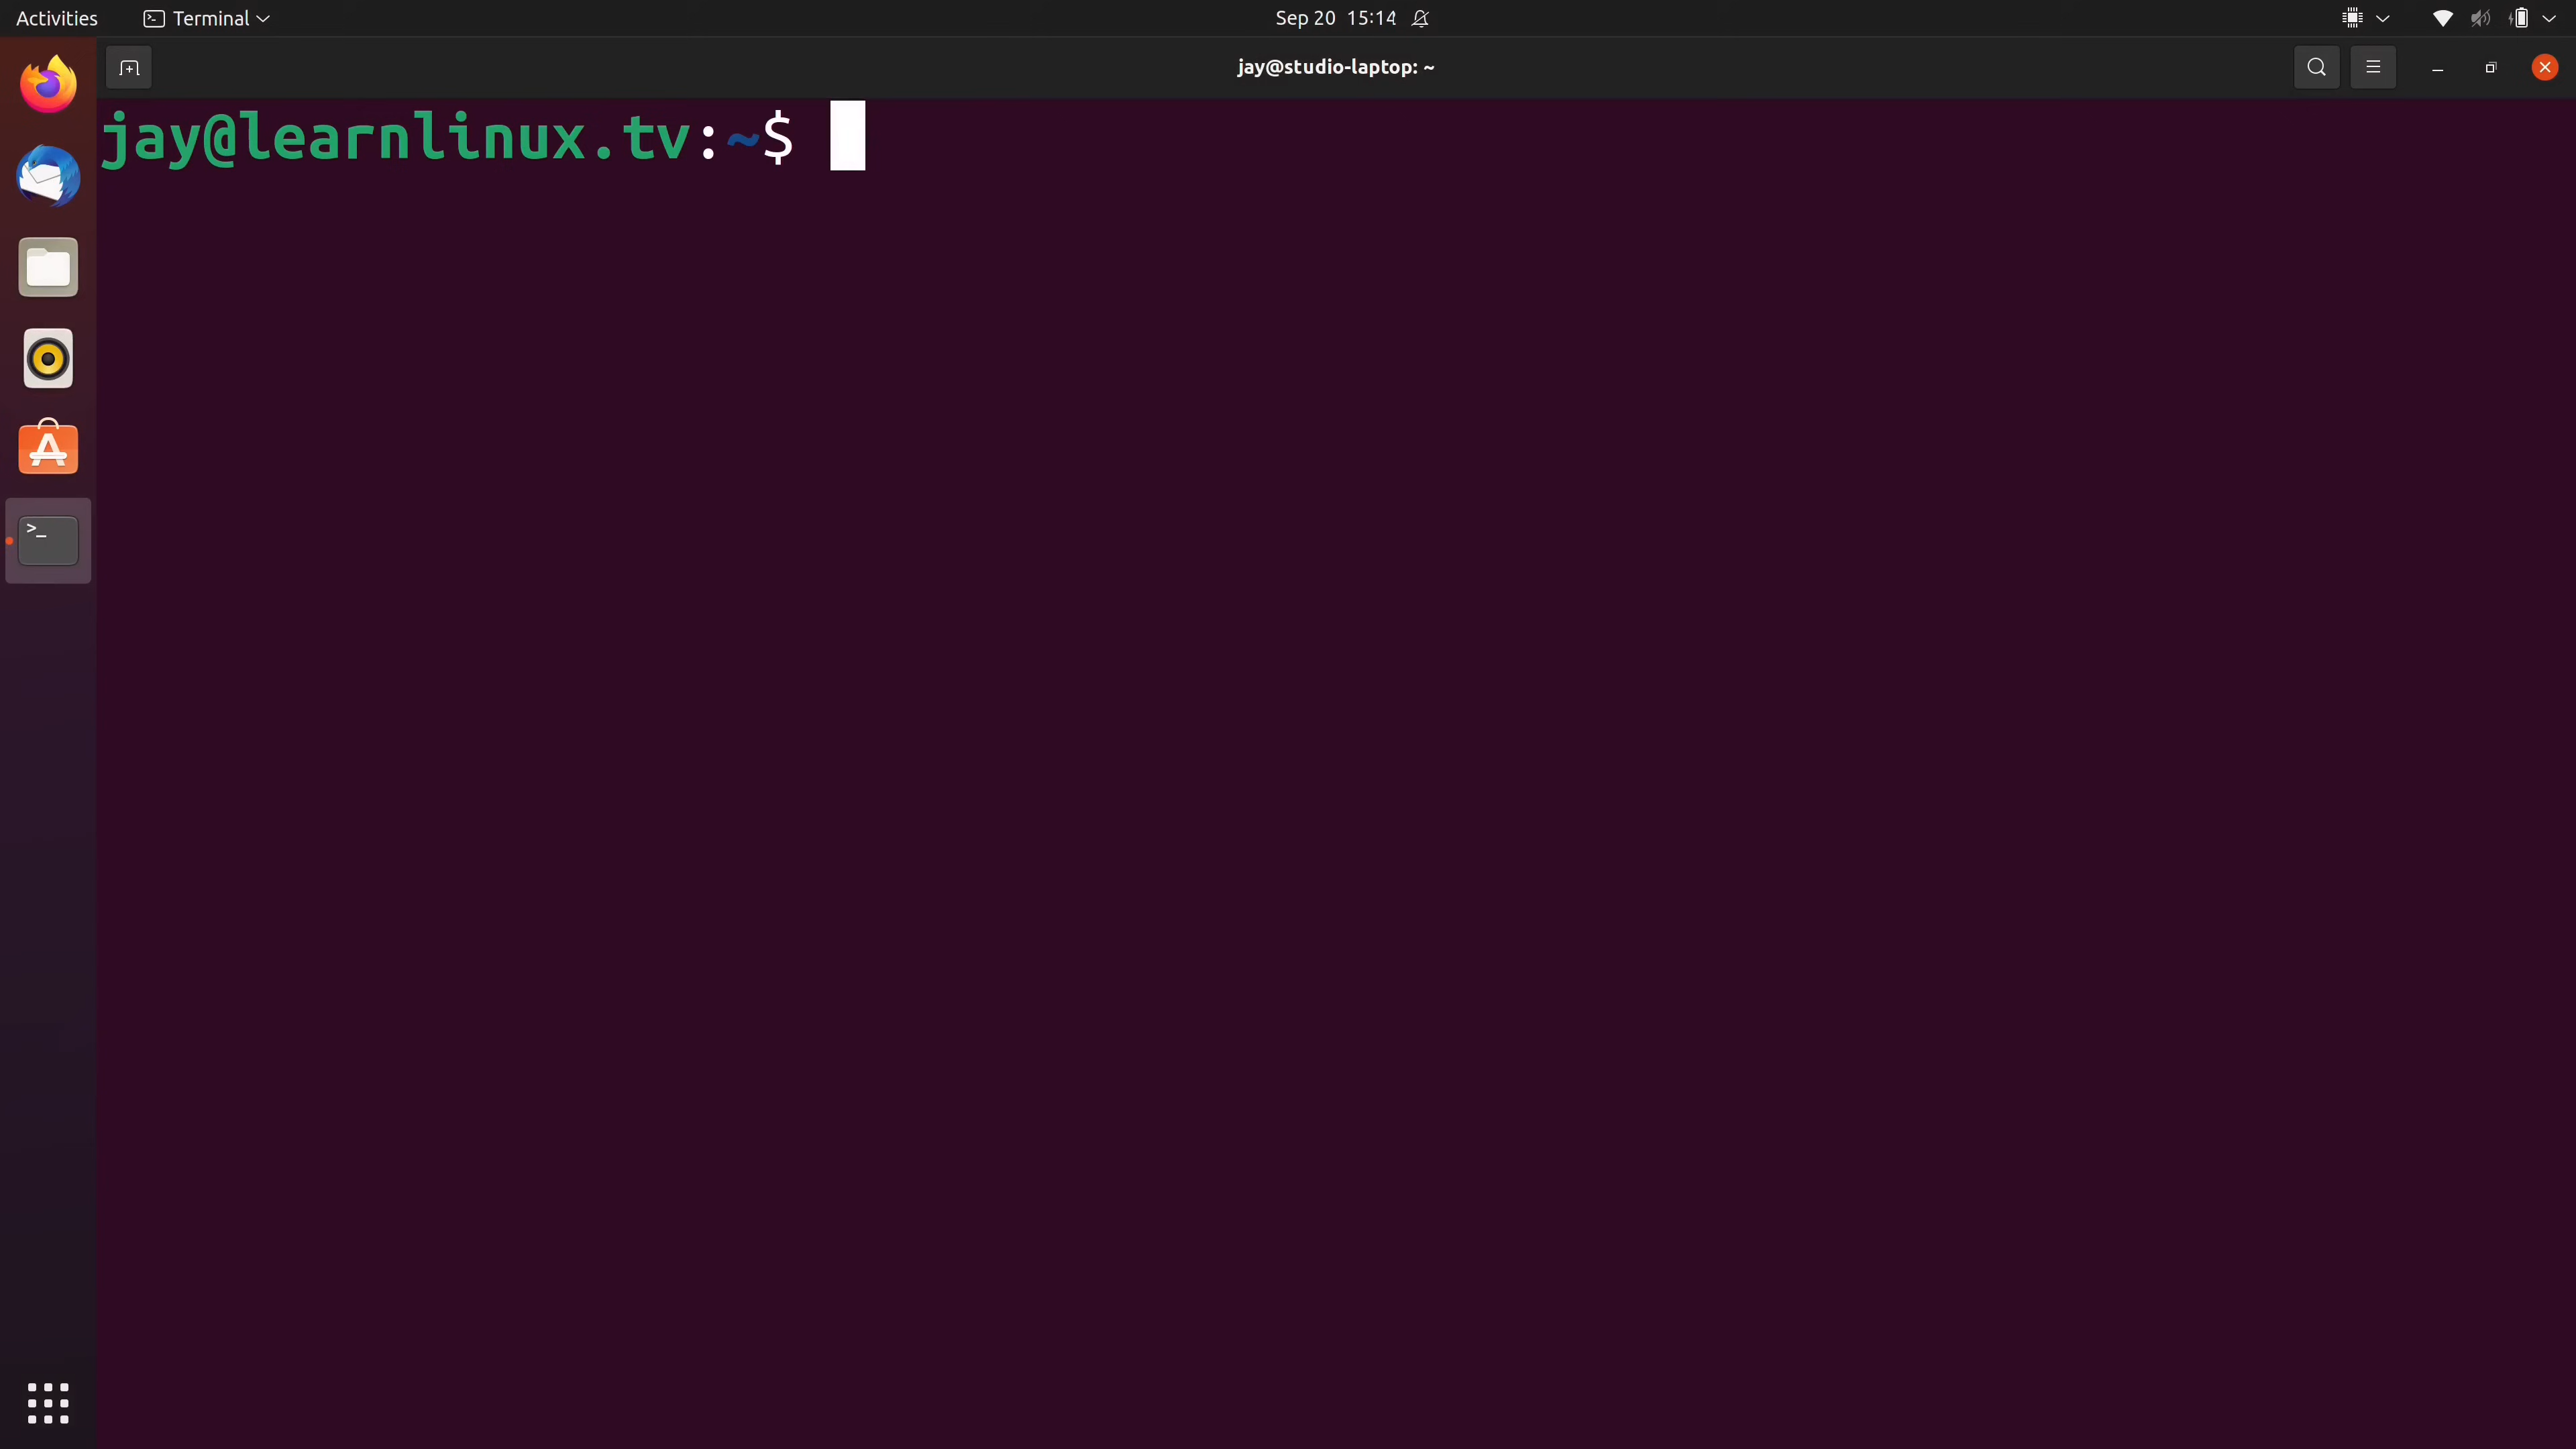 Activities
Terminal
Sep 20 15:14
jay@studio-laptop: ~
jay@learnlinux.tv:~$
>_